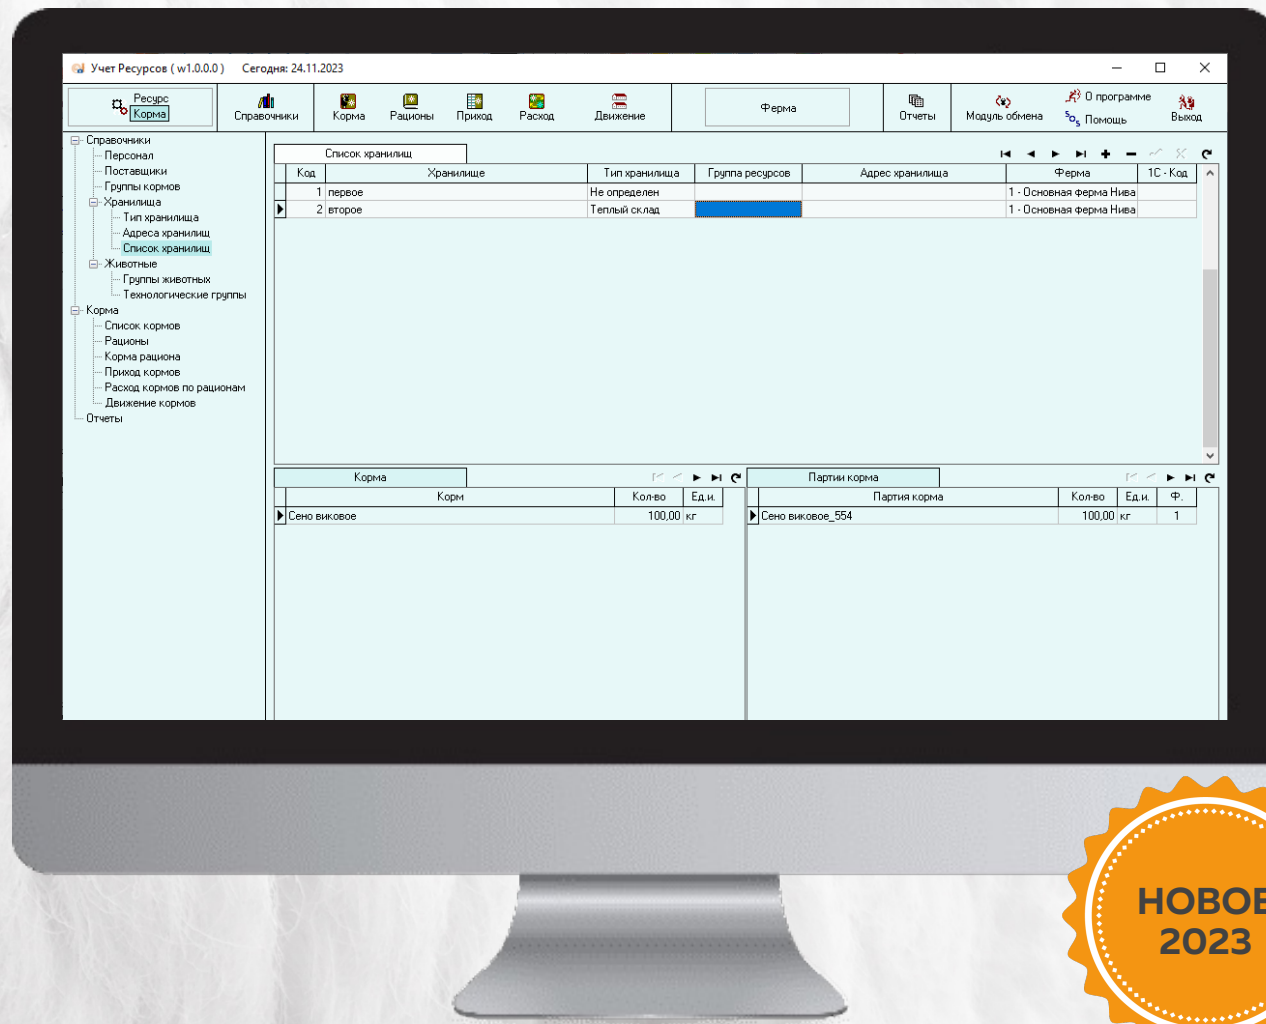 Учет Ресурсов ( w1.0.0.0 ) Сегодня: 24.11.2023
Ресурс
Корма
Справочники
Корма
Рационы
Приход
Расход
Движение
Ферма
Отчеты
Модуль обмена
О программе
Помощь
Выход
Справочники
Персонал
Поставщики
Группы кормов
Хранилища
Тип хранилища
Адреса хранилищ
Список хранилищ
Животные
Группы животных
Технологические группы
Корма
Список кормов
Рационы
Корма рациона
Приход кормов
Расход кормов по рационам
Движение кормов
Отчеты
Список хранилищ
Код Хранилище Тип хранилища Группа ресурсов Адрес хранилища Ферма 1С - Код
1 первое Не определен 1 - Основная ферма Нива
2 второе Теплый склад 1 - Основная ферма Нива
Корма
Корм Кол-во Ед.и.
Сено виковое 100,00 кг
Партии корма
Партия корма Кол-во Ед.и. Ф.
Сено виковое_554 100,00 кг 1
НОВОЕ
2023